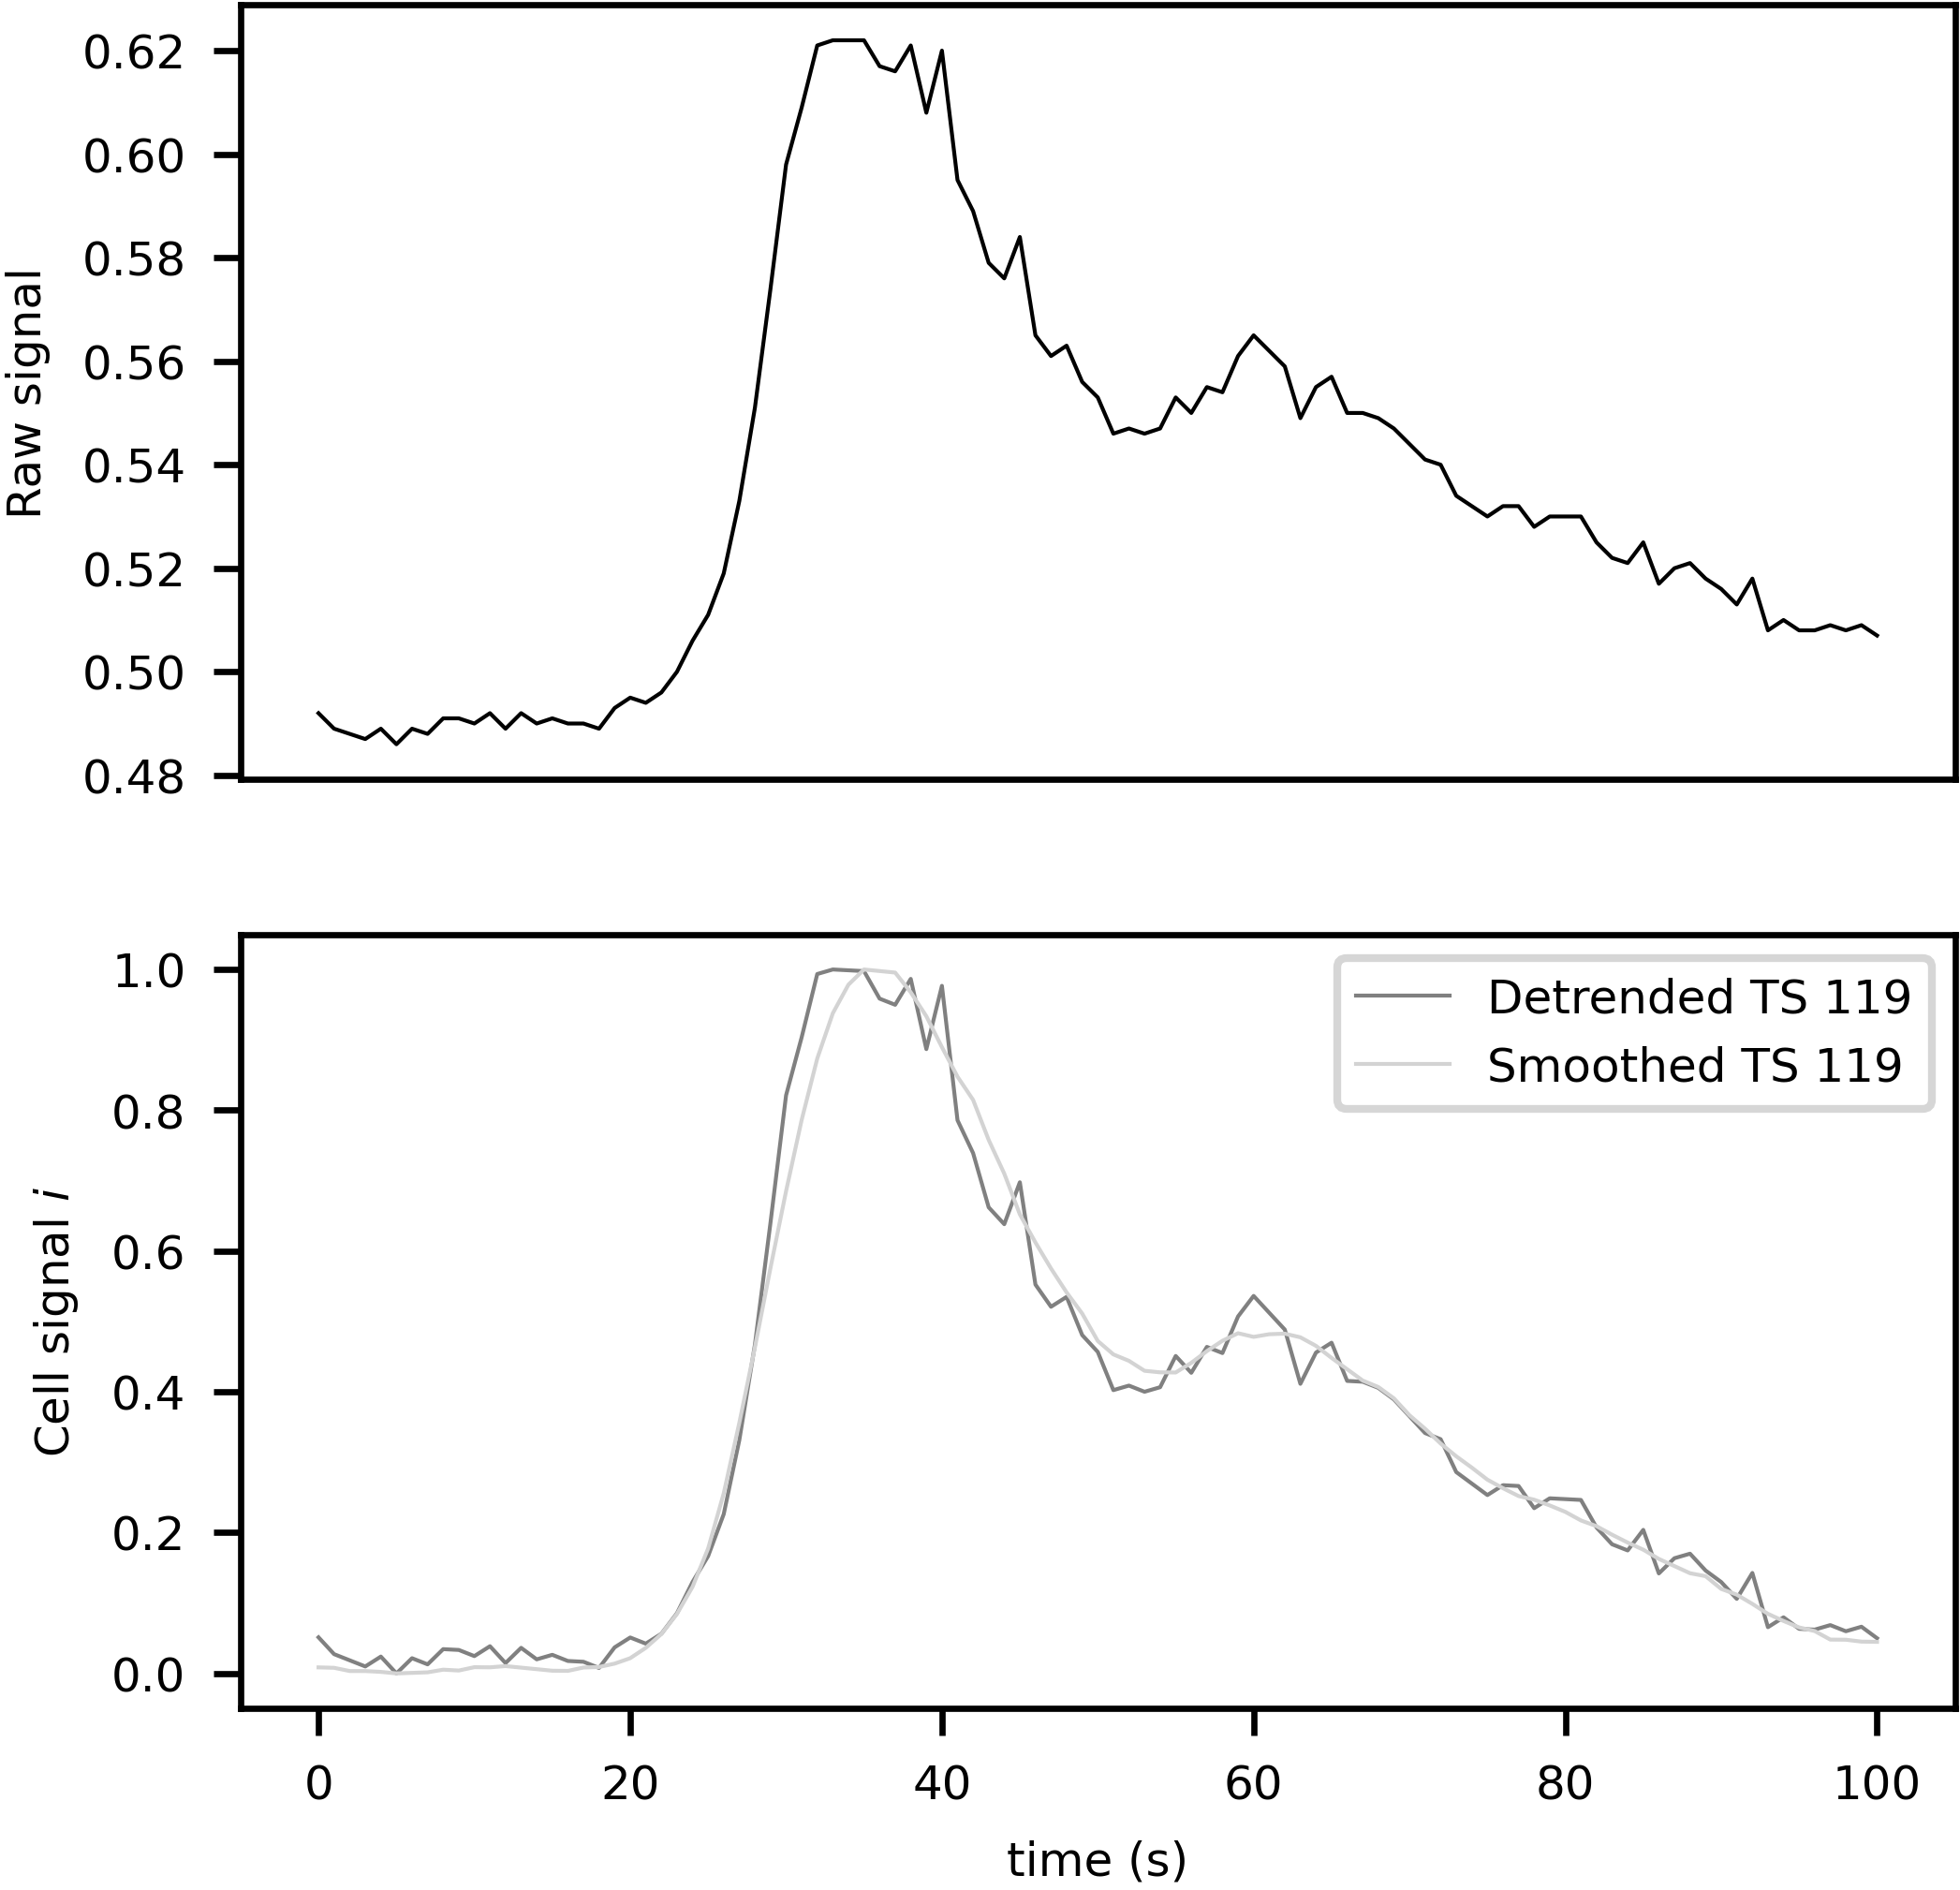 Raw signal
0.62
0.60
0.58
0.56
0.54
0.52
0.50
0.48
Cell signal i
1.0
0.8
0.6
0.4
0.2
0.0
Detrended TS 119
Smoothed TS 119
0 20 40 60 80 100
time (s)